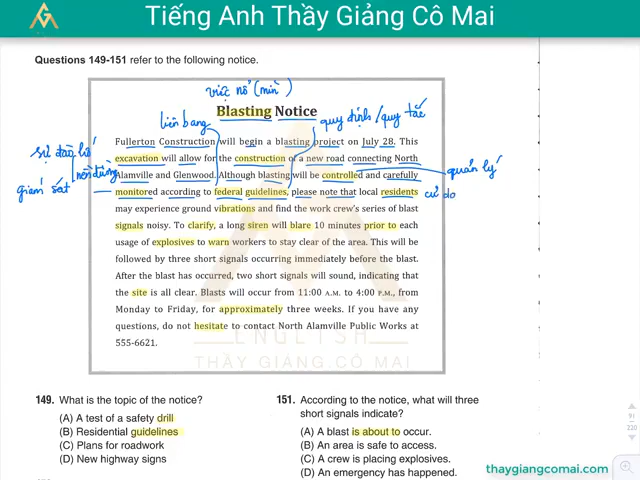 Tiếng Anh Thầy Giảng Cô Mai
Questions 149-151 refer to the following notice.
việc nổ (mìn)
Blasting Notice
liên bang
quy định/quy tắc
Fullerton Construction will begin a blasting project on July 28. This
sự đào hố
excavation will allow for the construction of a new road connecting North
Alamville and Glenwood. Although blasting will be controlled and carefully
quản lý
giám sát
monitored according to federal guidelines, please note that local residents
cư dân
may experience ground vibrations and find the work crew's series of blast
signals noisy. To clarify, a long siren will blare 10 minutes prior to each
usage of explosives to warn workers to stay clear of the area. This will be
followed by three short signals occurring immediately before the blast.
After the blast has occurred, two short signals will sound, indicating that
the site is all clear. Blasts will occur from 11:00 A.M. to 4:00 P.M., from
Monday to Friday, for approximately three weeks. If you have any
questions, do not hesitate to contact North Alamville Public Works at
555-6621.
ENGLISH
THẦY GIẢNG CÔ MAI
149. What is the topic of the notice?
(A) A test of a safety drill
(B) Residential guidelines
(C) Plans for roadwork
(D) New highway signs
151. According to the notice, what will three
short signals indicate?
(A) A blast is about to occur.
(B) An area is safe to access.
(C) A crew is placing explosives.
(D) An emergency has happened.
91
220
thaygiangcomai.com